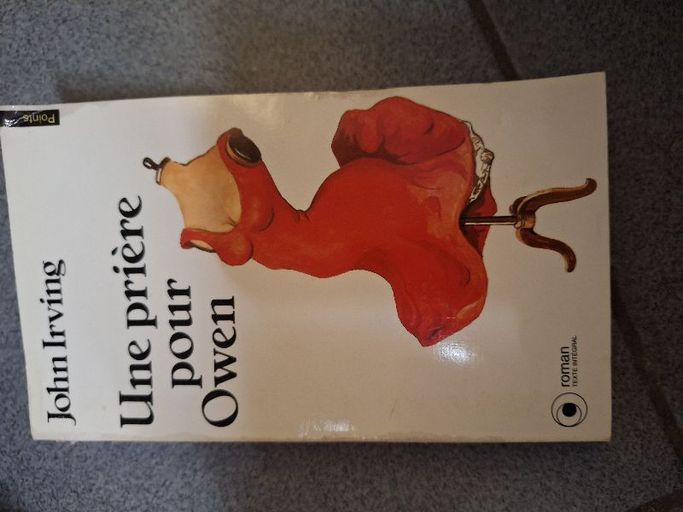 Points
John Irving
Une prière
pour
Owen
roman
TEXTE INTÉGRAL